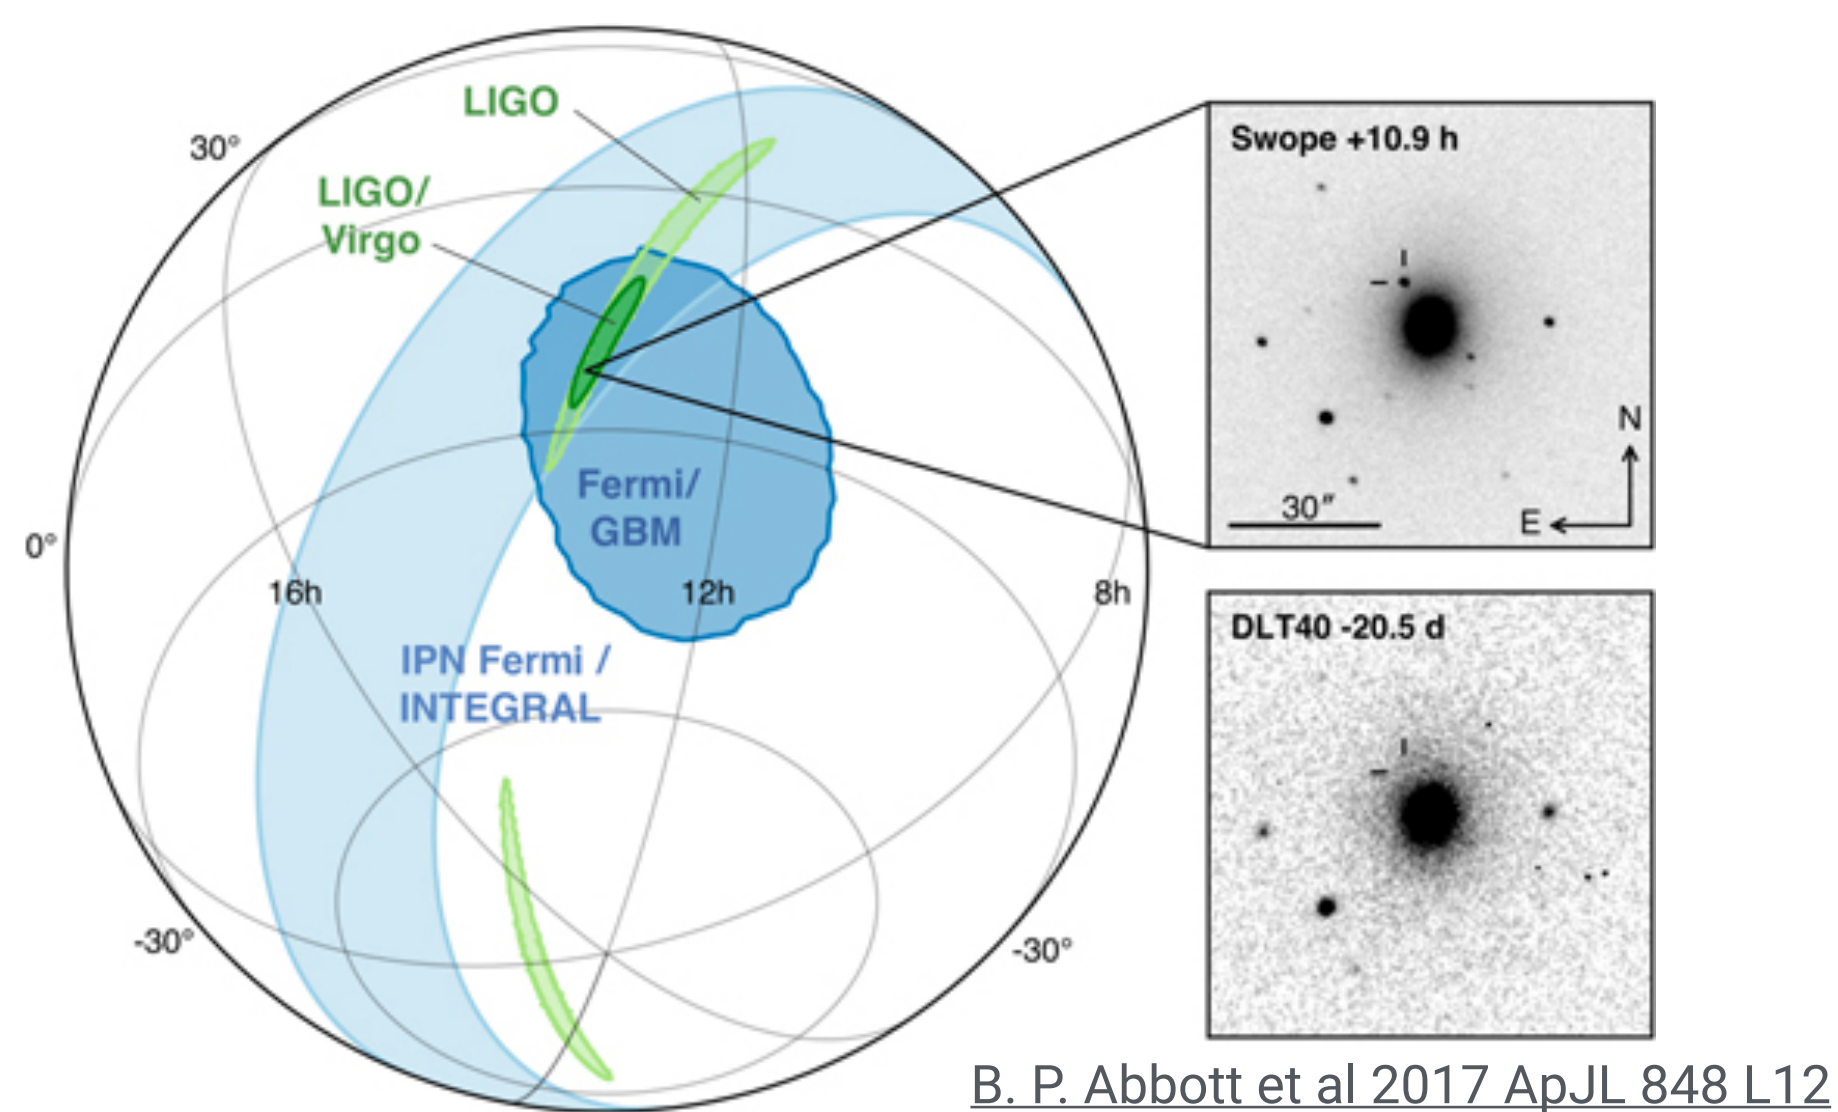 LIGO
30°
LIGO/
Virgo
Fermi/
GBM
0°
16h
12h
8h
IPN Fermi /
INTEGRAL
-30°
-30°
Swope +10.9 h
N
30″
E
DLT40 -20.5 d
B. P. Abbott et al 2017 ApJL 848 L12